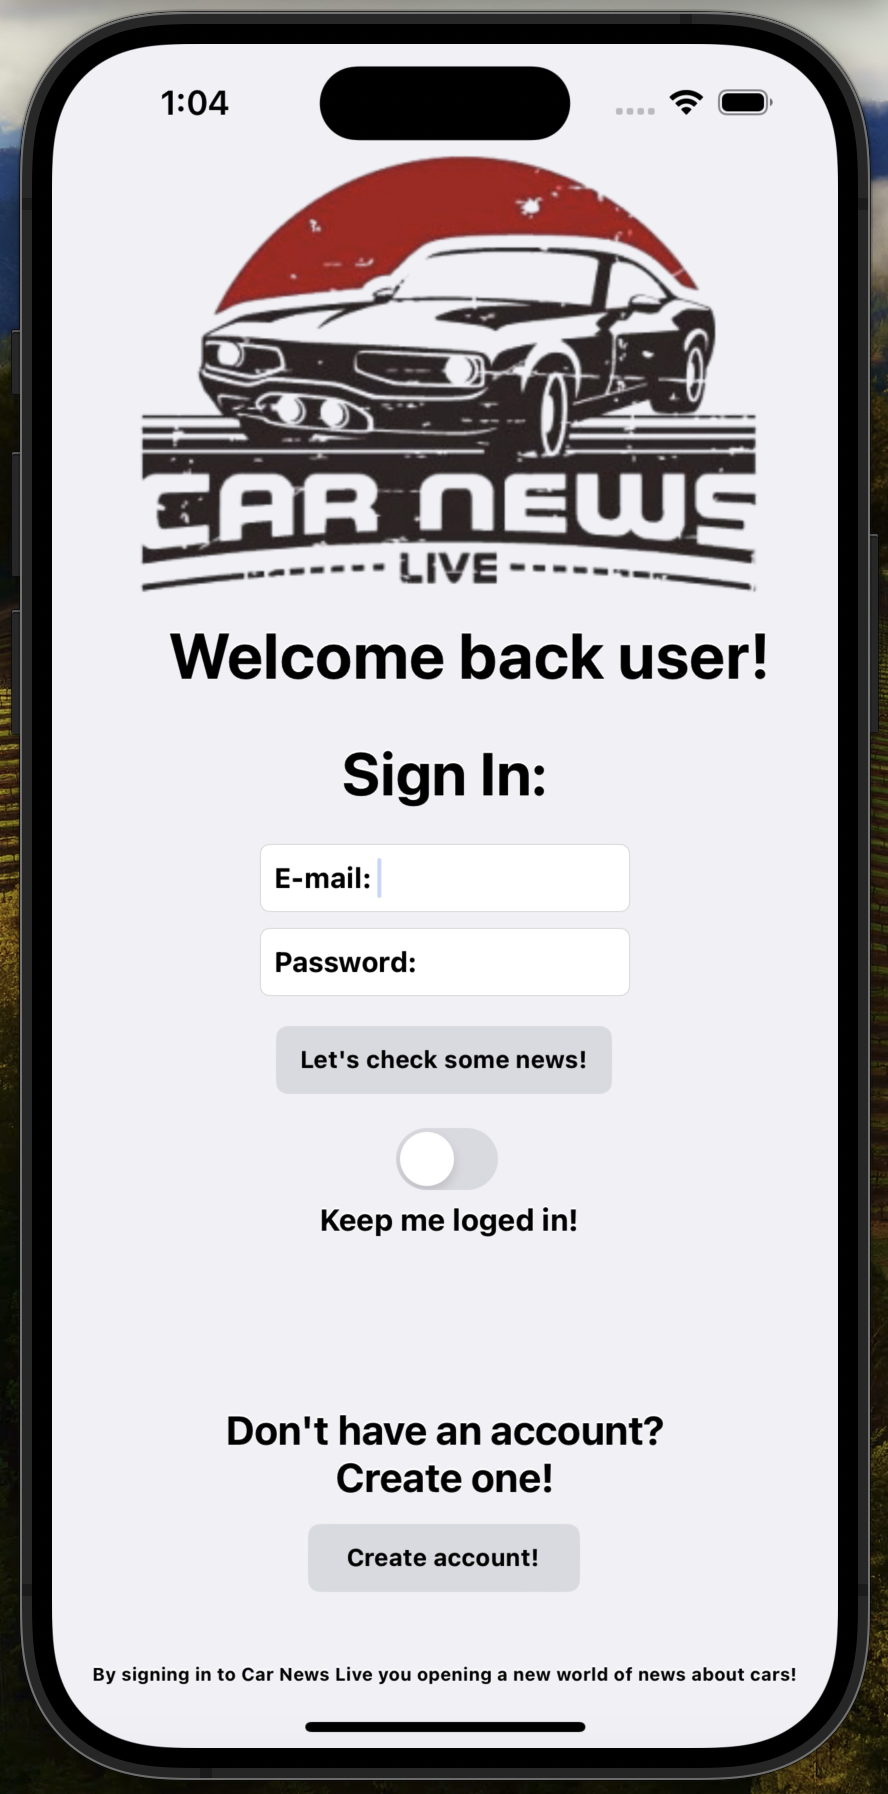 1:04
CAR NEWS
LIVE
Welcome back user!
Sign In:
E-mail:
Password:
Let's check some news!
Keep me loged in!
Don't have an account?
Create one!
Create account!
By signing in to Car News Live you opening a new world of news about cars!